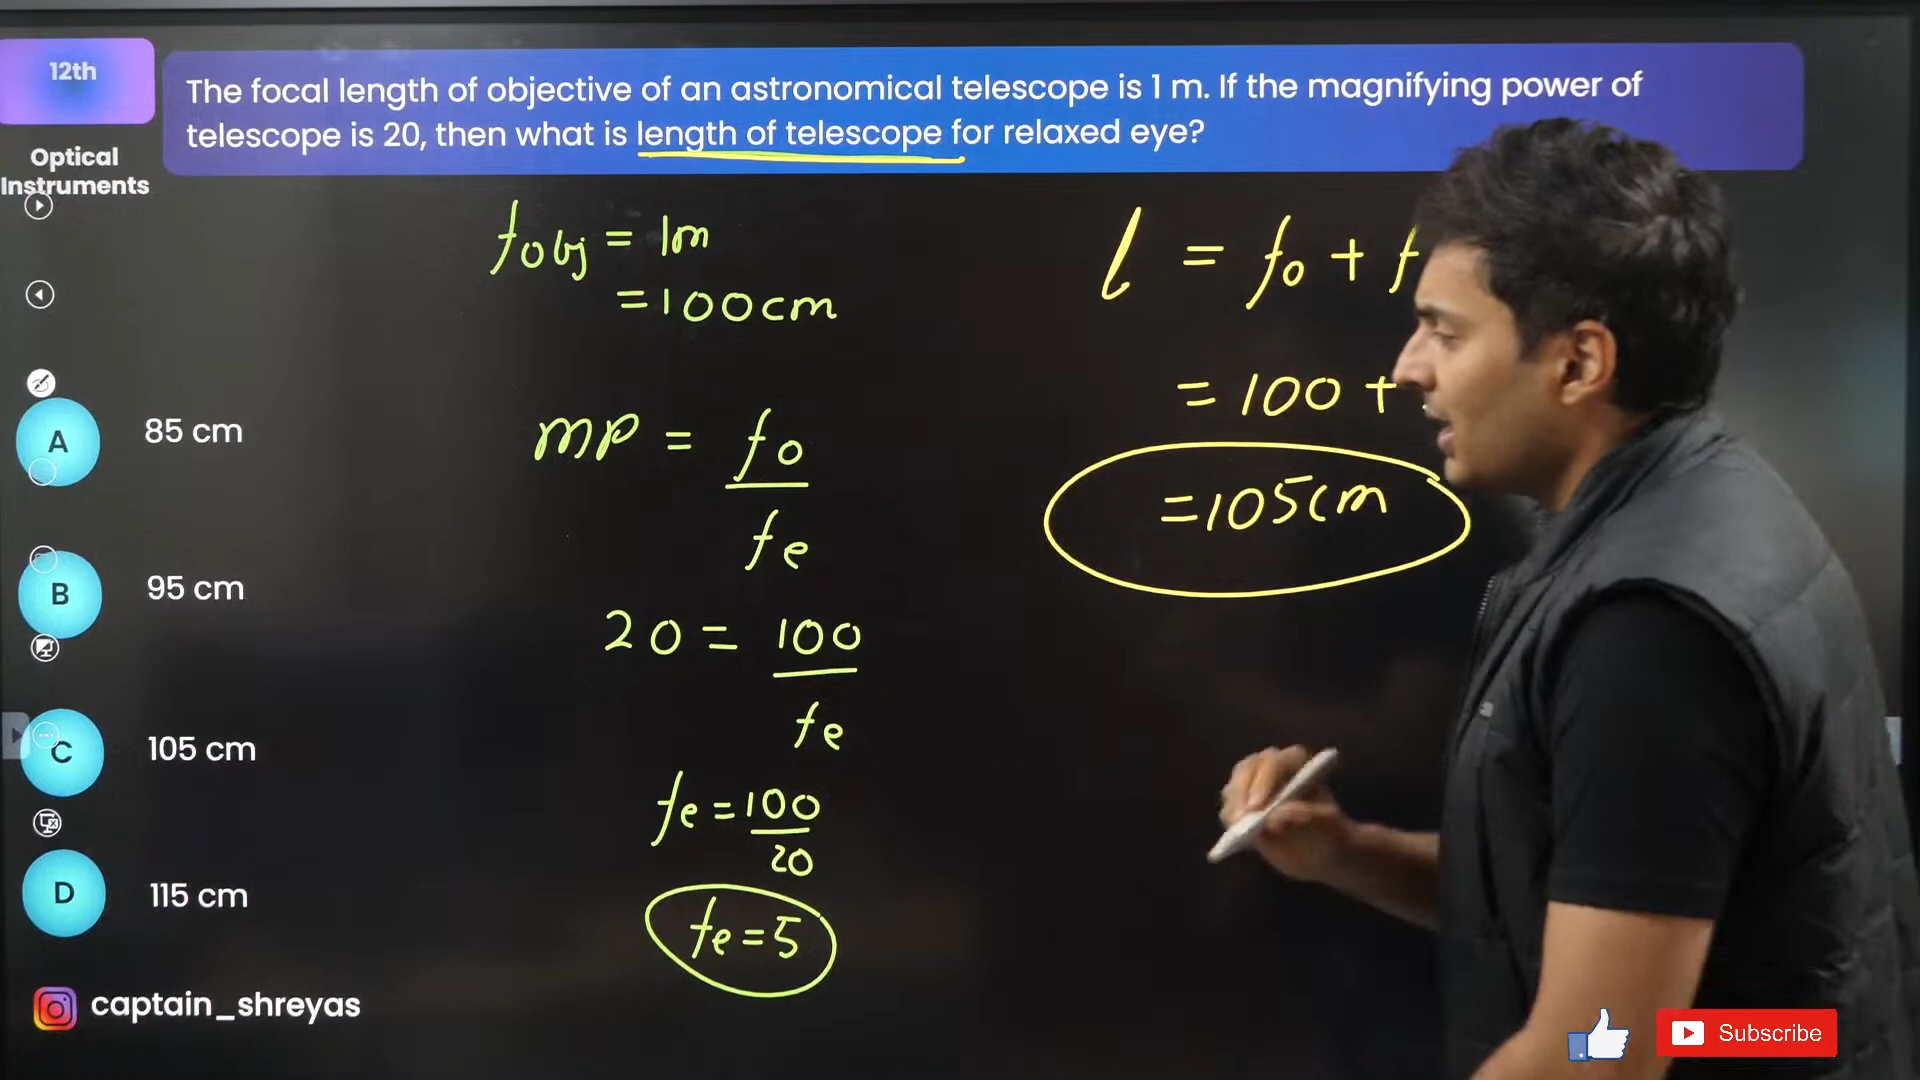 12th
The focal length of objective of an astronomical telescope is 1 m. If the magnifying power of
telescope is 20, then what is length of telescope for relaxed eye?
Optical
Instruments
fobj = 1m
= 100cm
l = fo + f
= 100 +
= 105cm
MP = fo
fe
20 = 100
fe
fe = 100
20
fe = 5
A 85 cm
B 95 cm
C 105 cm
D 115 cm
captain_shreyas
Subscribe